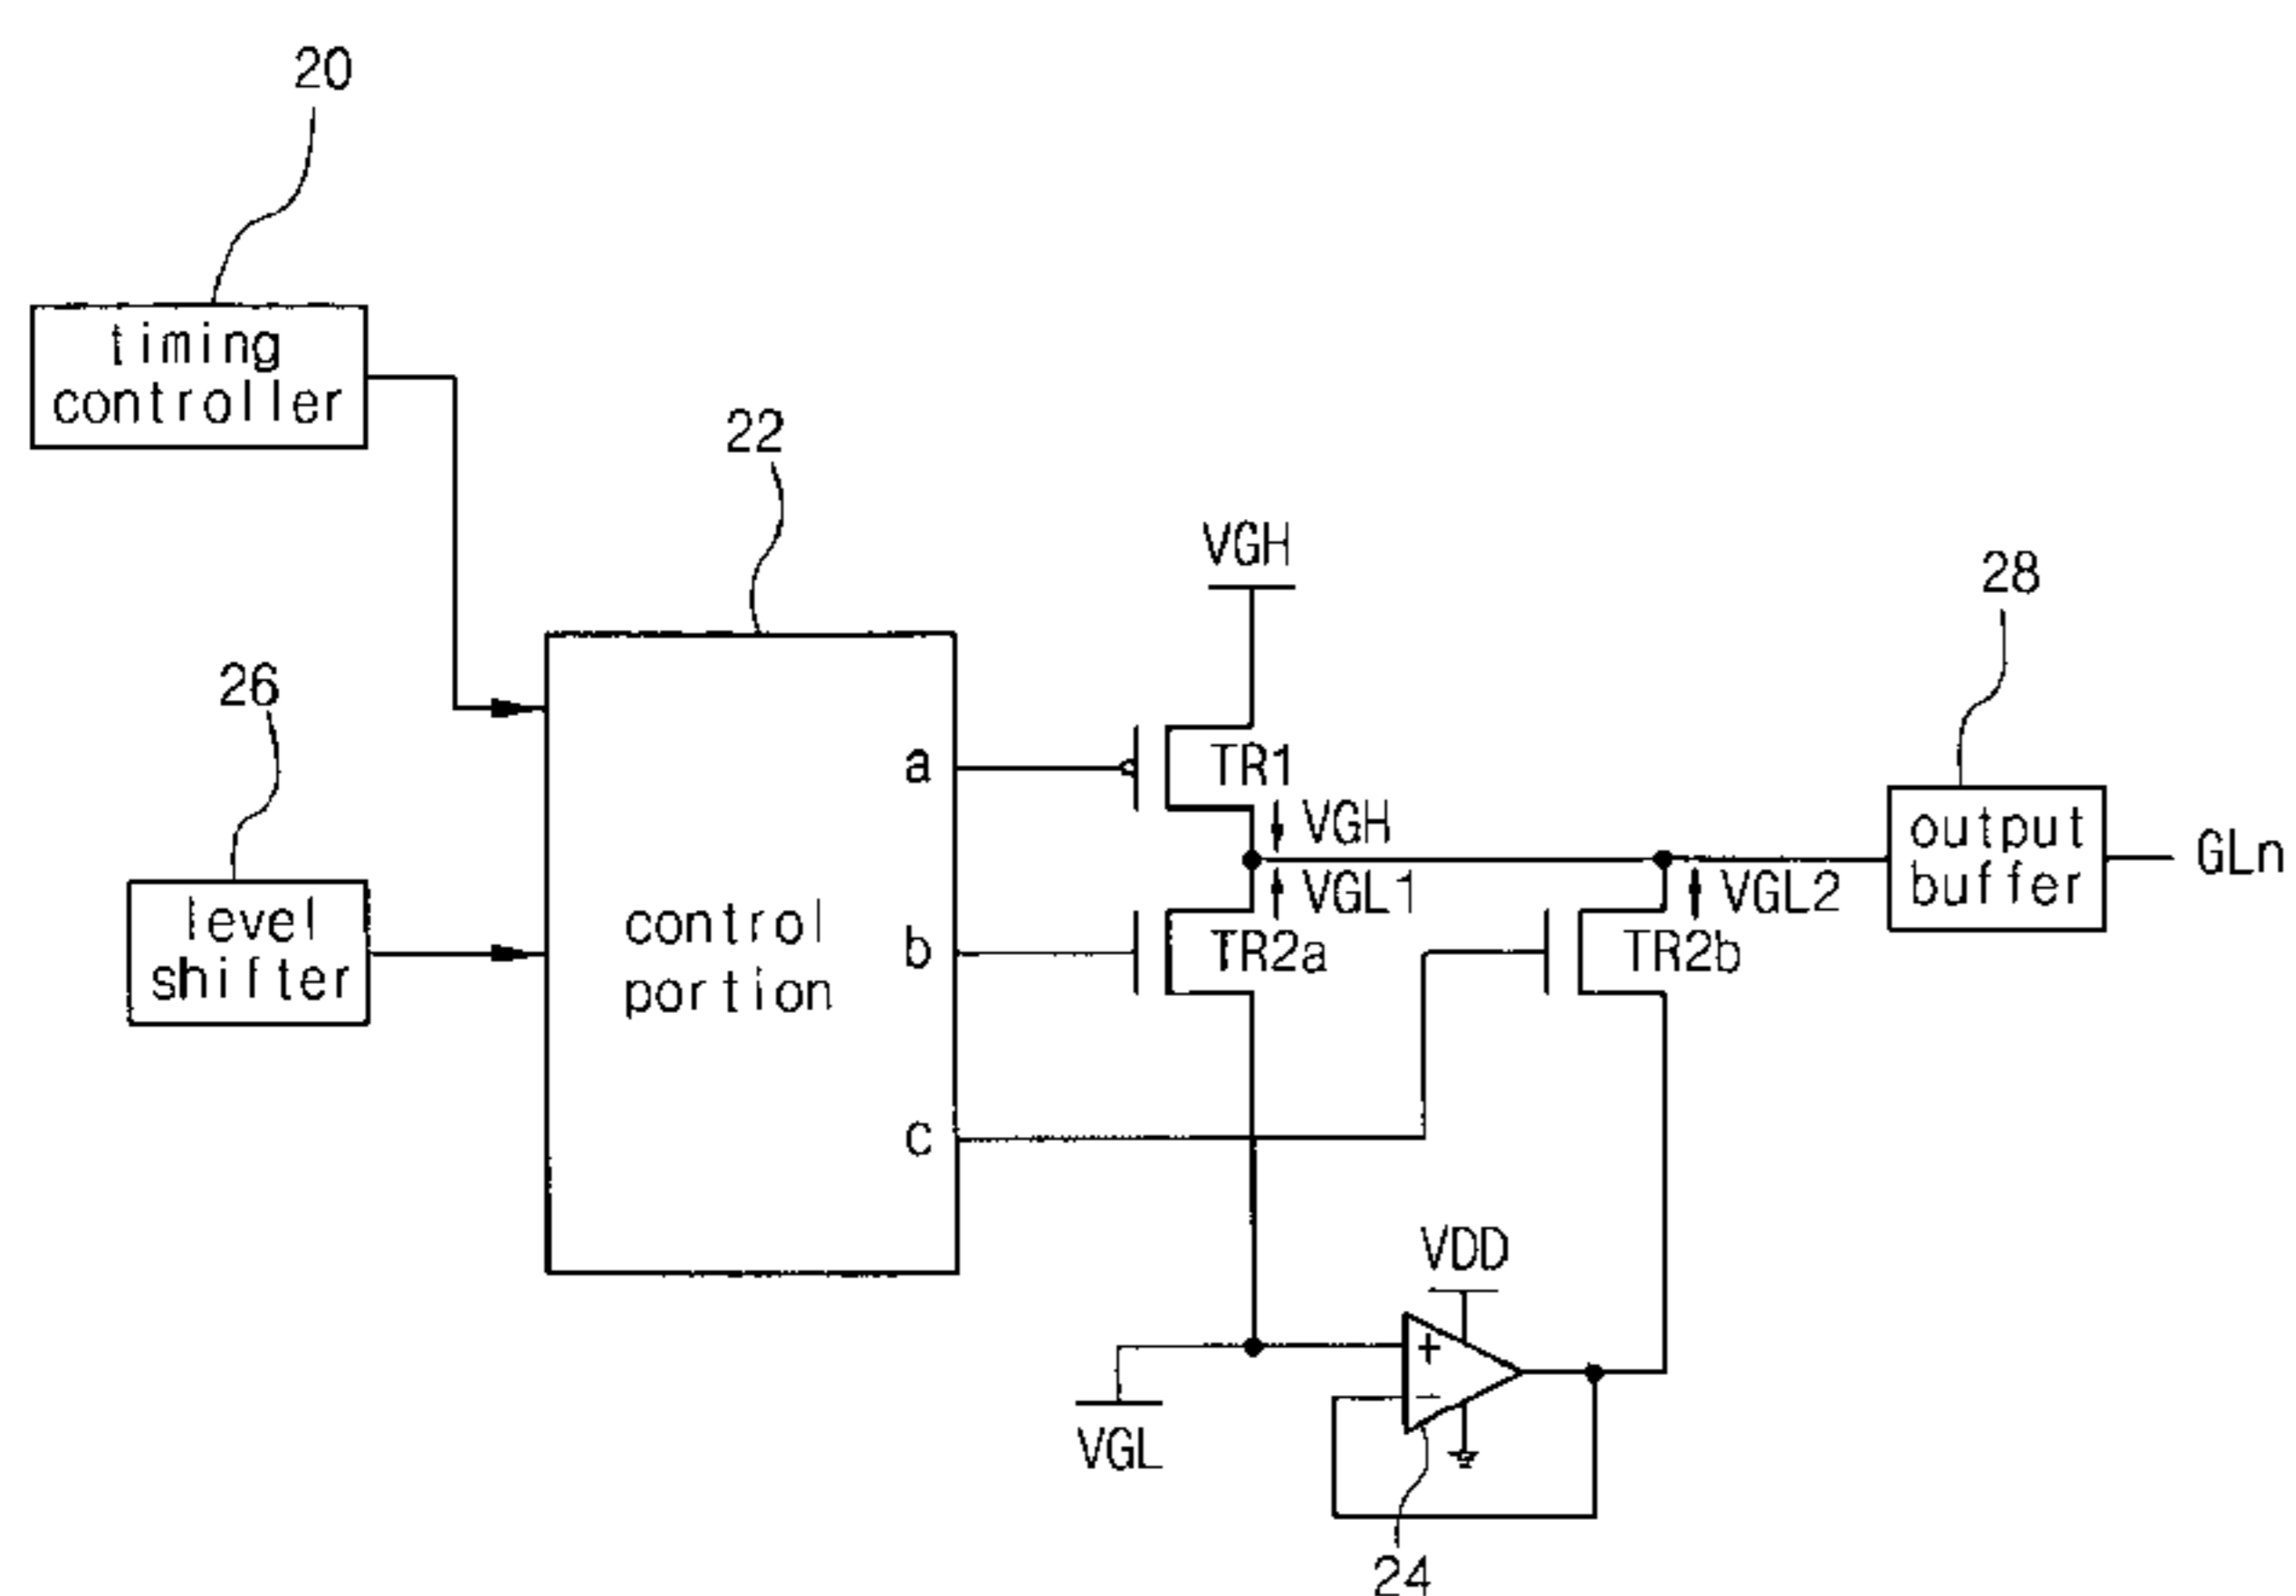 20
timing
controller
22
VGH
28
26
a
TR1
VGH
output
buffer
GLn
level
shifter
control
portion
b
VGL1
TR2a
VGL2
TR2b
c
VDD
+
-
VGL
24